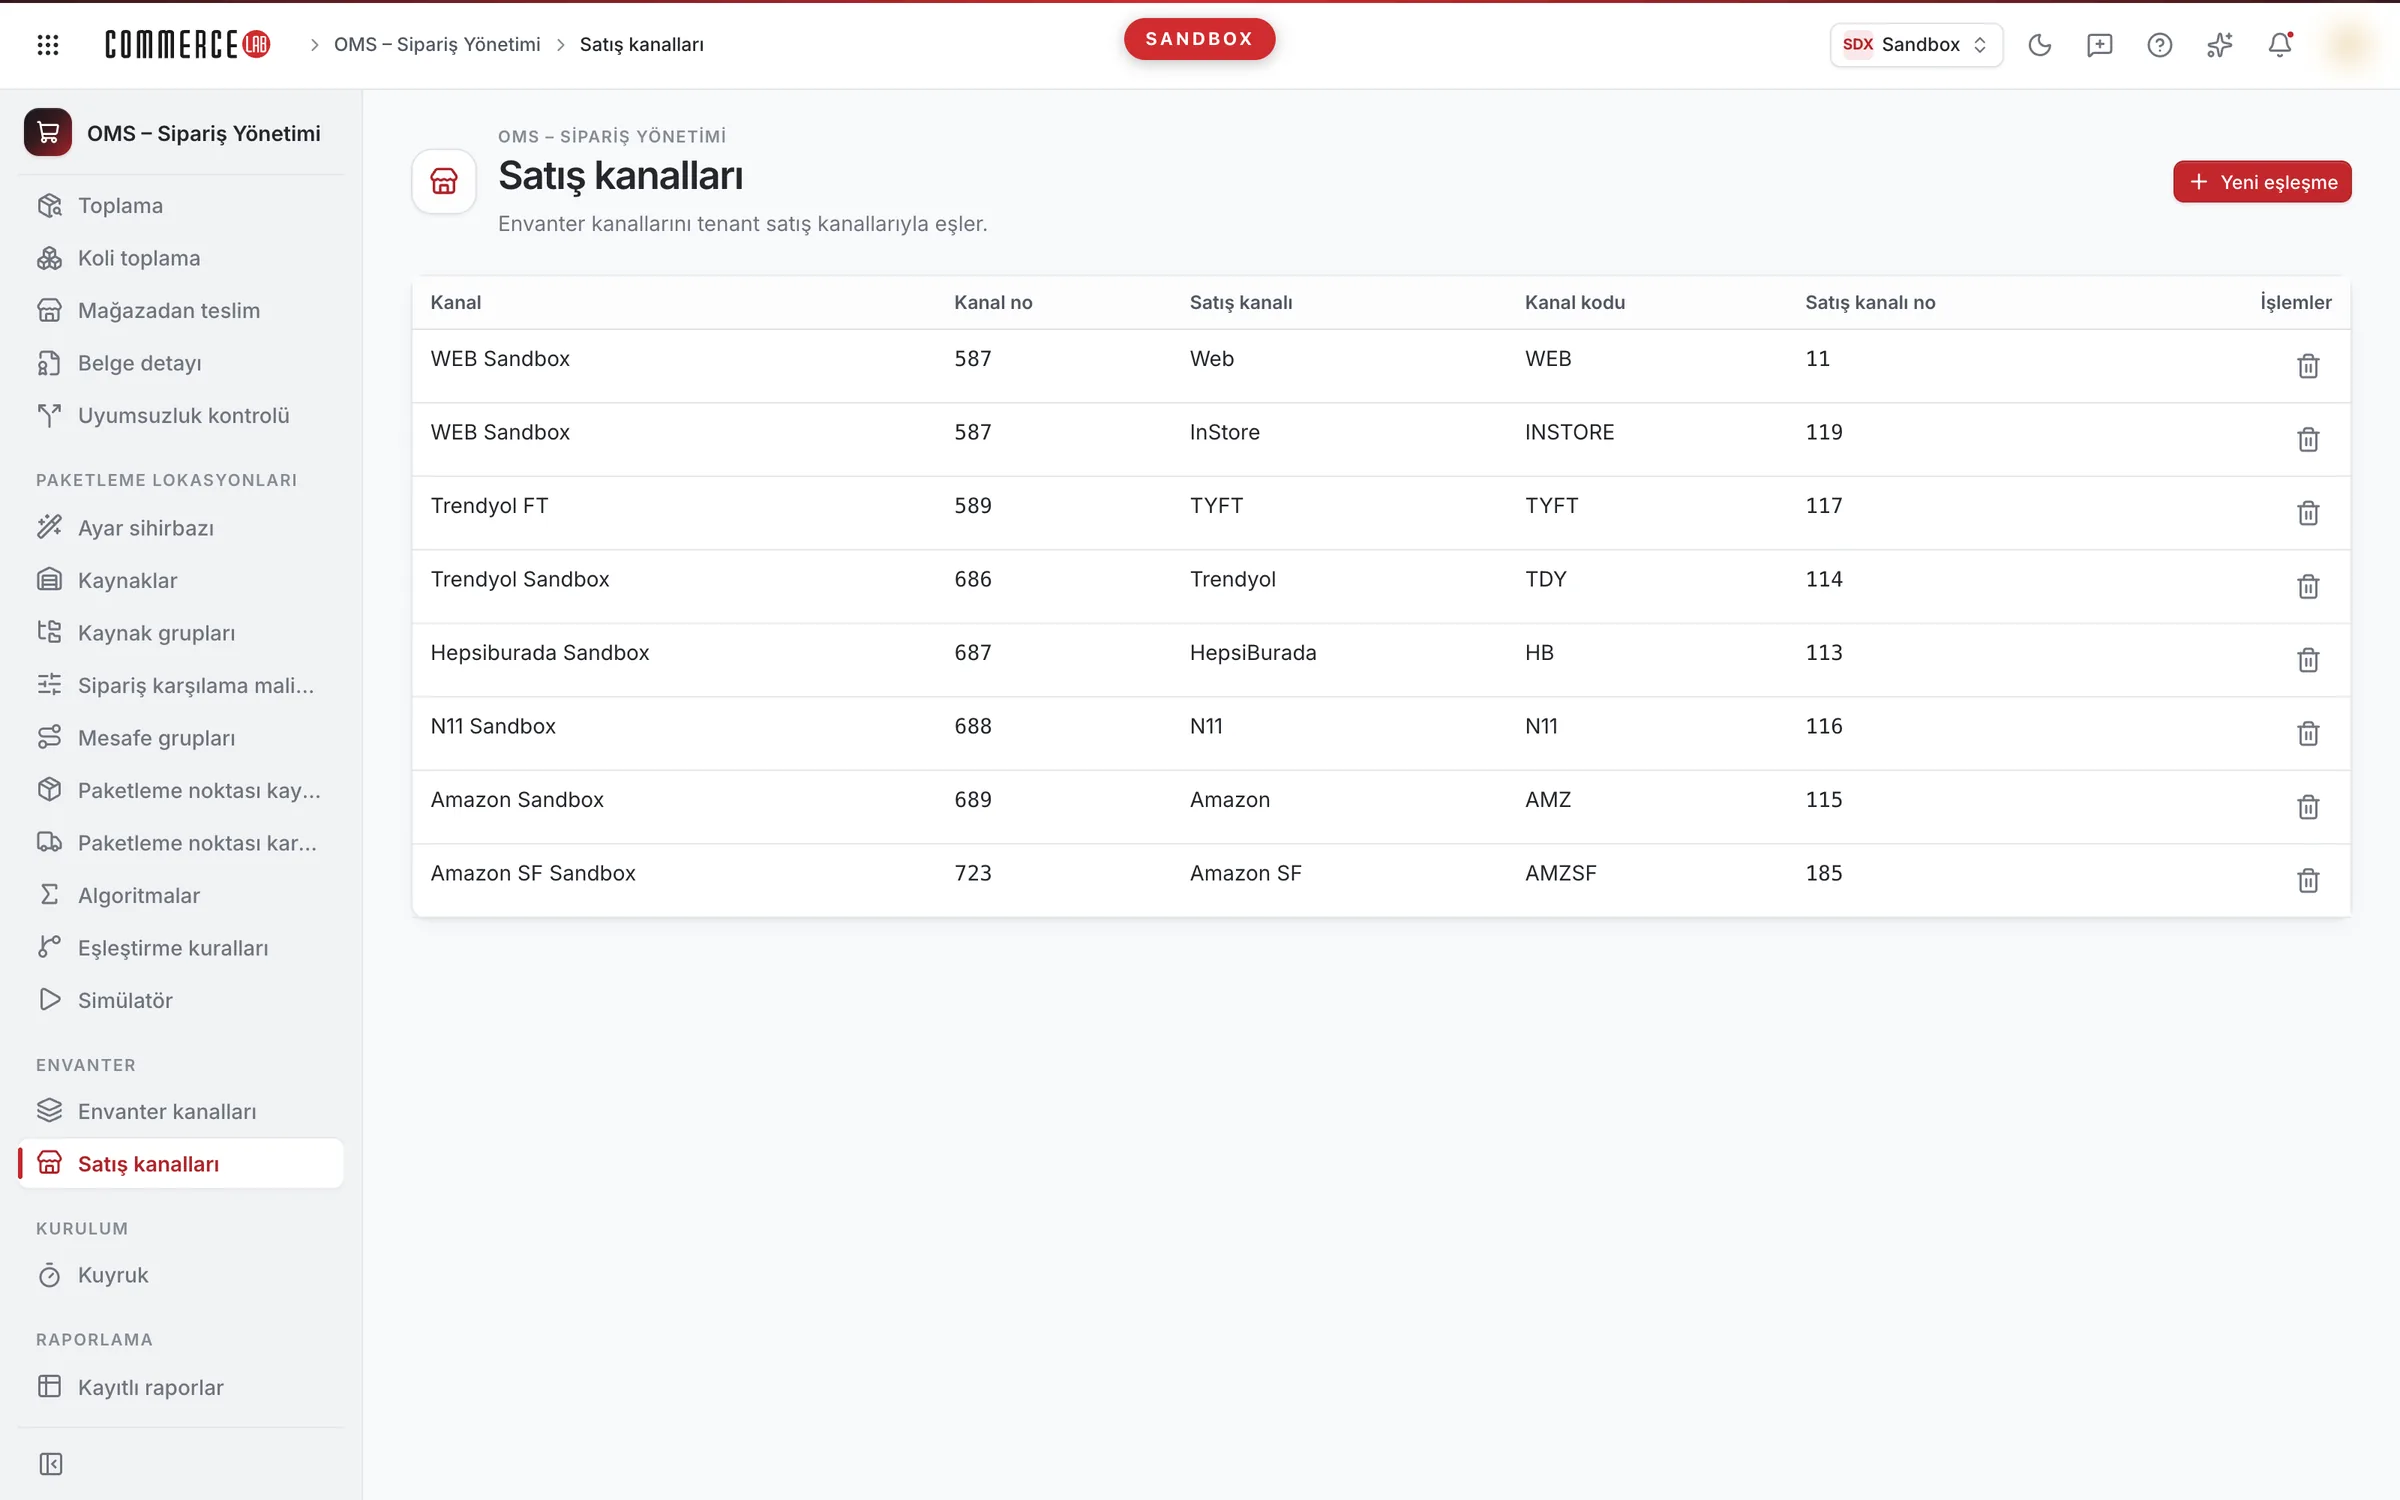 COMMERCE LAB
OMS – Sipariş Yönetimi
Satış kanalları
SANDBOX
SDX Sandbox
OMS – Sipariş Yönetimi
Toplama
Koli toplama
Mağazadan teslim
Belge detayı
Uyumsuzluk kontrolü
PAKETLEME LOKASYONLARI
Ayar sihirbazı
Kaynaklar
Kaynak grupları
Sipariş karşılama mali...
Mesafe grupları
Paketleme noktası kay...
Paketleme noktası kar...
Algoritmalar
Eşleştirme kuralları
Simülatör
ENVANTER
Envanter kanalları
Satış kanalları
KURULUM
Kuyruk
RAPORLAMA
Kayıtlı raporlar
OMS – SİPARİŞ YÖNETİMİ
Satış kanalları
Envanter kanallarını tenant satış kanallarıyla eşler.
Yeni eşleşme
Kanal Kanal no Satış kanalı Kanal kodu Satış kanalı no İşlemler
WEB Sandbox 587 Web WEB 11
WEB Sandbox 587 InStore INSTORE 119
Trendyol FT 589 TYFT TYFT 117
Trendyol Sandbox 686 Trendyol TDY 114
Hepsiburada Sandbox 687 HepsiBurada HB 113
N11 Sandbox 688 N11 N11 116
Amazon Sandbox 689 Amazon AMZ 115
Amazon SF Sandbox 723 Amazon SF AMZSF 185